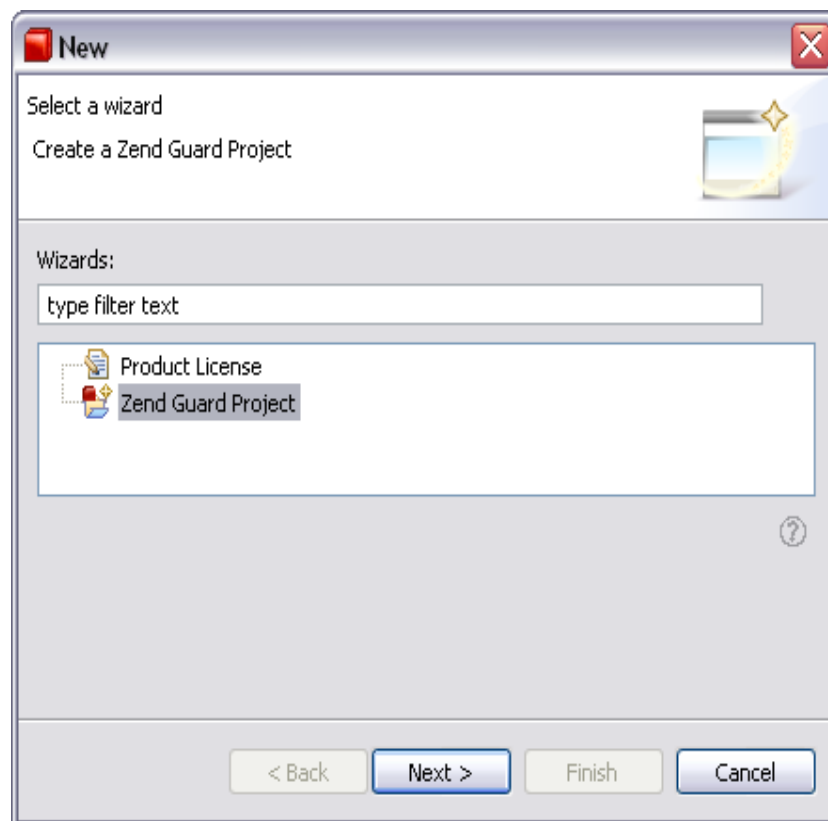 New
Select a wizard
Create a Zend Guard Project
Wizards:
type filter text
Product License
Zend Guard Project
?
< Back Next > Finish Cancel